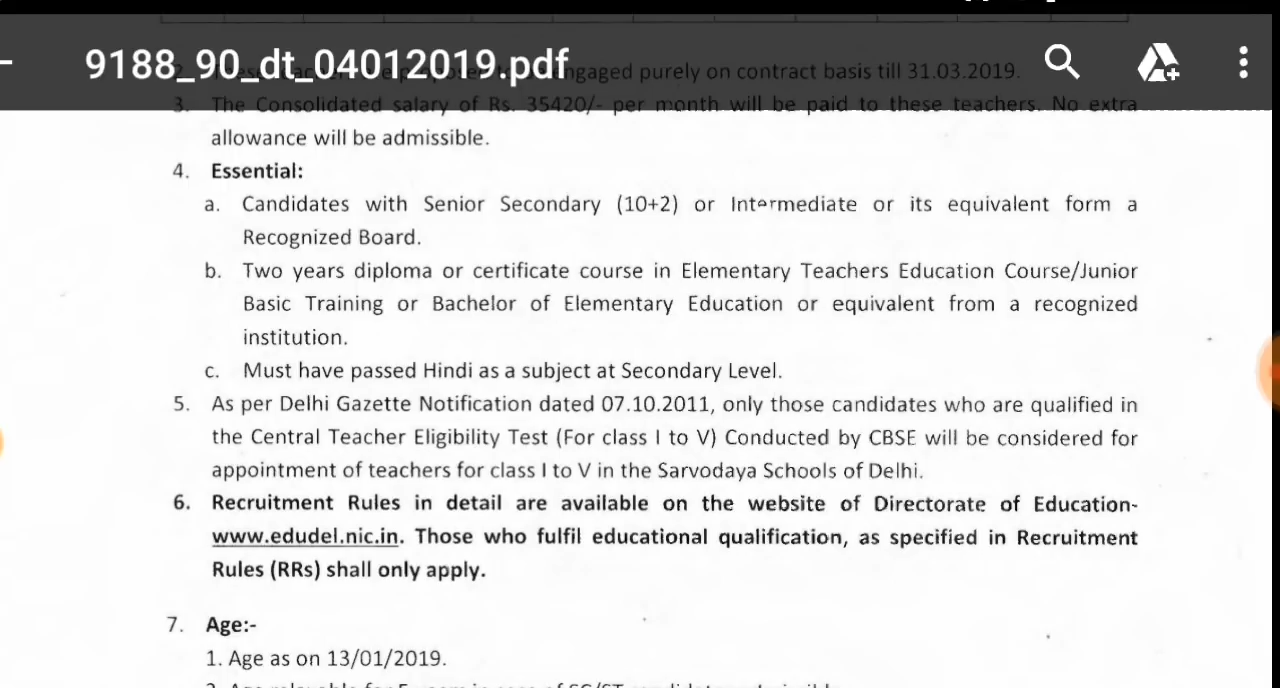 9188_90_dt_04012019.pdf
ngaged purely on contract basis till 31.03.2019.
3. The Consolidated salary of Rs. 35420/- per month will be paid to these teachers. No extra
allowance will be admissible.
4. Essential:
a. Candidates with Senior Secondary (10+2) or Intermediate or its equivalent form a
Recognized Board.
b. Two years diploma or certificate course in Elementary Teachers Education Course/Junior
Basic Training or Bachelor of Elementary Education or equivalent from a recognized
institution.
c. Must have passed Hindi as a subject at Secondary Level.
5. As per Delhi Gazette Notification dated 07.10.2011, only those candidates who are qualified in
the Central Teacher Eligibility Test (For class I to V) Conducted by CBSE will be considered for
appointment of teachers for class I to V in the Sarvodaya Schools of Delhi.
6. Recruitment Rules in detail are available on the website of Directorate of Education-
www.edudel.nic.in. Those who fulfil educational qualification, as specified in Recruitment
Rules (RRs) shall only apply.
7. Age:-
1. Age as on 13/01/2019.